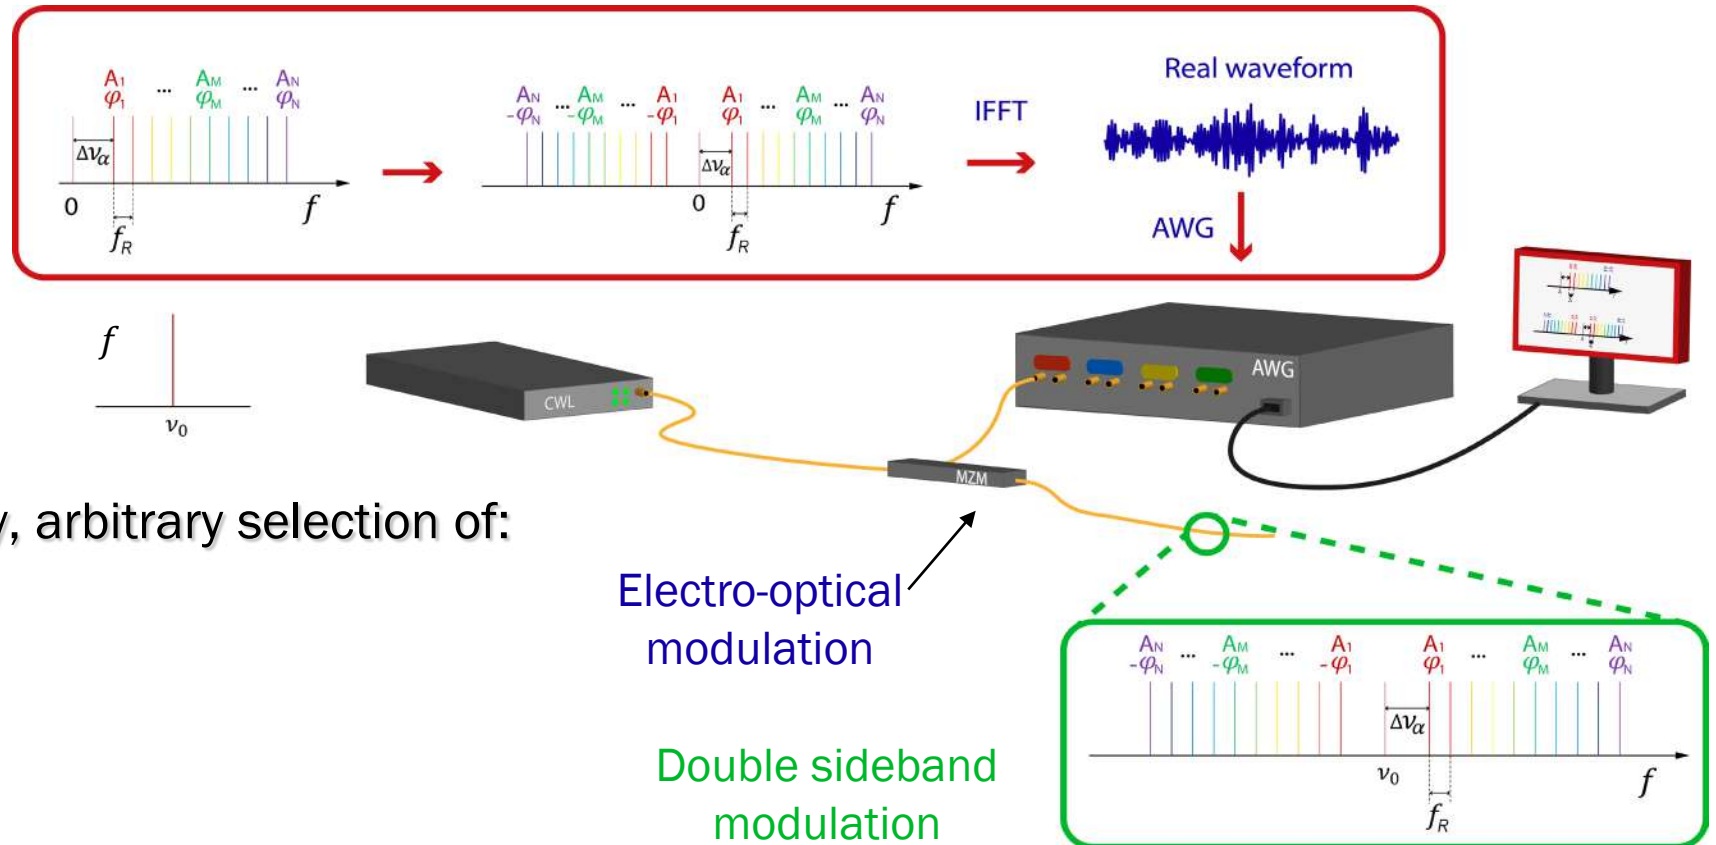 A₁ ... Aₘ ... Aₙ
φ₁ φₘ φₙ
Δνα
0 f
fR
Aₙ ... Aₘ ... A₁ A₁ ... Aₘ ... Aₙ
-φₙ -φₘ -φ₁ φ₁ φₘ φₙ
Δνα
0 f
fR
IFFT
Real waveform
AWG
f
ν₀
CWL
AWG
MZM
y, arbitrary selection of:
Electro-optical
modulation
Double sideband
modulation
Aₙ ... Aₘ ... A₁ A₁ ... Aₘ ... Aₙ
-φₙ -φₘ -φ₁ φ₁ φₘ φₙ
Δνα
ν₀ f
fR